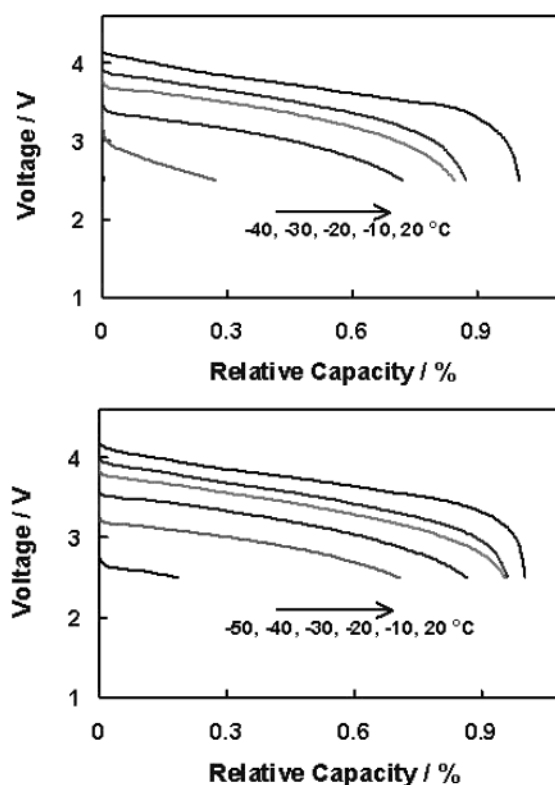 Voltage / V
4
3
2
1
-40, -30, -20, -10, 20 °C
0 0.3 0.6 0.9
Relative Capacity / %
Voltage / V
4
3
2
1
-50, -40, -30, -20, -10, 20 °C
0 0.3 0.6 0.9
Relative Capacity / %